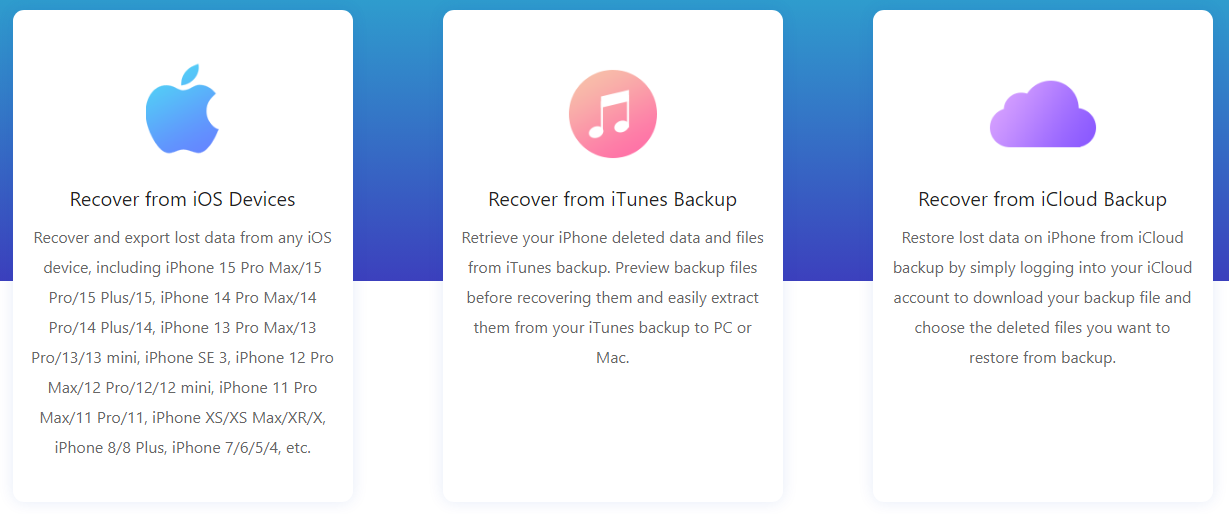 Recover from iOS Devices
Recover and export lost data from any iOS
device, including iPhone 15 Pro Max/15
Pro/15 Plus/15, iPhone 14 Pro Max/14
Pro/14 Plus/14, iPhone 13 Pro Max/13
Pro/13/13 mini, iPhone SE 3, iPhone 12 Pro
Max/12 Pro/12/12 mini, iPhone 11 Pro
Max/11 Pro/11, iPhone XS/XS Max/XR/X,
iPhone 8/8 Plus, iPhone 7/6/5/4, etc.
Recover from iTunes Backup
Retrieve your iPhone deleted data and files
from iTunes backup. Preview backup files
before recovering them and easily extract
them from your iTunes backup to PC or
Mac.
Recover from iCloud Backup
Restore lost data on iPhone from iCloud
backup by simply logging into your iCloud
account to download your backup file and
choose the deleted files you want to
restore from backup.